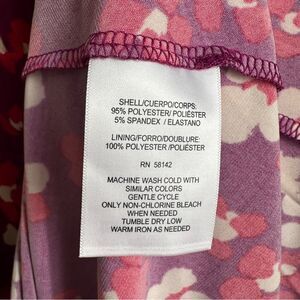 SHELL/CUERPO/CORPS:
95% POLYESTER/ POLIÉSTER
5% SPANDEX / ELASTANO
LINING/FORRO/DOUBLURE:
100% POLYESTER /POLIÉSTER
RN 58142
MACHINE WASH COLD WITH
SIMILAR COLORS
GENTLE CYCLE
ONLY NON-CHLORINE BLEACH
WHEN NEEDED
TUMBLE DRY LOW
WARM IRON AS NEEDED